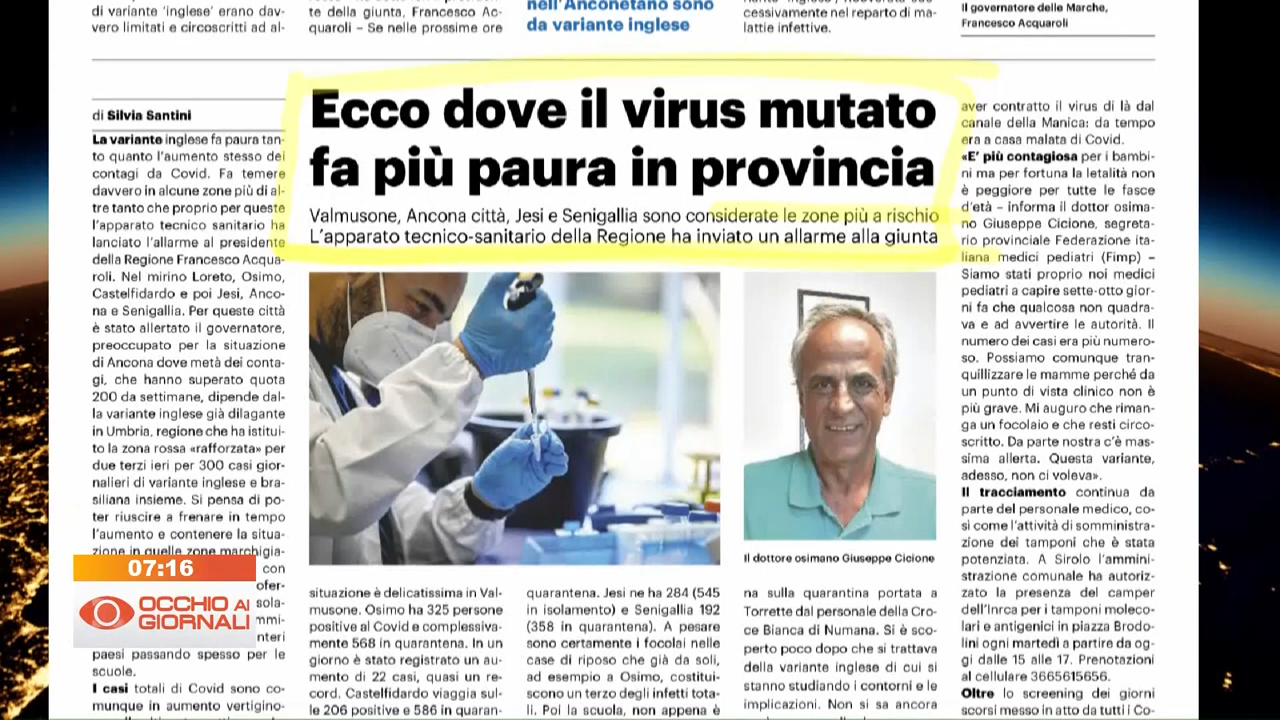 di variante 'inglese' erano dav-
vero limitati e circoscritti ad al-
te della giunta, Francesco Ac-
quaroli – Se nelle prossime ore
nell'Anconetano sono
da variante inglese
cessivamente nel reparto di ma-
lattie infettive.
Il governatore delle Marche,
Francesco Acquaroli
Ecco dove il virus mutato
fa più paura in provincia
Valmusone, Ancona città, Jesi e Senigallia sono considerate le zone più a rischio
L'apparato tecnico-sanitario della Regione ha inviato un allarme alla giunta
di Silvia Santini
La variante inglese fa paura tan-
to quanto l'aumento stesso dei
contagi da Covid. Fa temere
davvero in alcune zone più di al-
tre tanto che proprio per queste
l'apparato tecnico sanitario ha
lanciato l'allarme al presidente
della Regione Francesco Acqua-
roli. Nel mirino Loreto, Osimo,
Castelfidardo e poi Jesi, Anco-
na e Senigallia. Per queste città
è stato allertato il governatore,
preoccupato per la situazione
di Ancona dove metà dei conta-
gi, che hanno superato quota
200 da settimane, dipende dal-
la variante inglese già dilagante
in Umbria, regione che ha istitui-
to la zona rossa «rafforzata» per
due terzi ieri per 300 casi gior-
nalieri di variante inglese e bra-
siliana insieme. Si pensa di po-
ter riuscire a frenare in tempo
l'aumento e contenere la situa-
zione in quelle zone marchigia-
con
ofer-
sola-
mmi-
nteri
paesi passando spesso per le
scuole.
I casi totali di Covid sono co-
munque in aumento vertigino-
situazione è delicatissima in Val-
musone. Osimo ha 325 persone
positive al Covid e complessiva-
mente 568 in quarantena. In un
giorno è stato registrato un au-
mento di 22 casi, quasi un re-
cord. Castelfidardo viaggia sul-
le 206 positive e 586 in quaran-
quarantena. Jesi ne ha 284 (545
in isolamento) e Senigallia 192
(358 in quarantena). A pesare
sono certamente i focolai nelle
case di riposo che già da soli,
ad esempio a Osimo, costitui-
scono un terzo degli infetti tota-
li. Poi la scuola, non appena è
Il dottore osimano Giuseppe Cicione
na sulla quarantina portata a
Torrette dal personale della Cro-
ce Bianca di Numana. Si è sco-
perto poco dopo che si trattava
della variante inglese di cui si
stanno studiando i contorni e le
implicazioni. Non si sa ancora
aver contratto il virus di là dal
canale della Manica: da tempo
era a casa malata di Covid.
«E' più contagiosa per i bambi-
ni ma per fortuna la letalità non
è peggiore per tutte le fasce
d'età – informa il dottor osima-
no Giuseppe Cicione, segreta-
rio provinciale Federazione ita-
liana medici pediatri (Fimp) –
Siamo stati proprio noi medici
pediatri a capire sette-otto gior-
ni fa che qualcosa non quadra-
va e ad avvertire le autorità. Il
numero dei casi era più numero-
so. Possiamo comunque tran-
quillizzare le mamme perché da
un punto di vista clinico non è
più grave. Mi auguro che riman-
ga un focolaio e che resti circo-
scritto. Da parte nostra c'è mas-
sima allerta. Questa variante,
adesso, non ci voleva».
Il tracciamento continua da
parte del personale medico, co-
sì come l'attività di somministra-
zione dei tamponi che è stata
potenziata. A Sirolo l'ammini-
strazione comunale ha autoriz-
zato la presenza del camper
dell'Inrca per i tamponi moleco-
lari e antigenici in piazza Brodo-
lini ogni martedì a partire da og-
gi dalle 15 alle 17. Prenotazioni
al cellulare 3665615656.
Oltre lo screening dei giorni
scorsi messo in atto da tutti i Co-
07:16
OCCHIO AI
GIORNALI